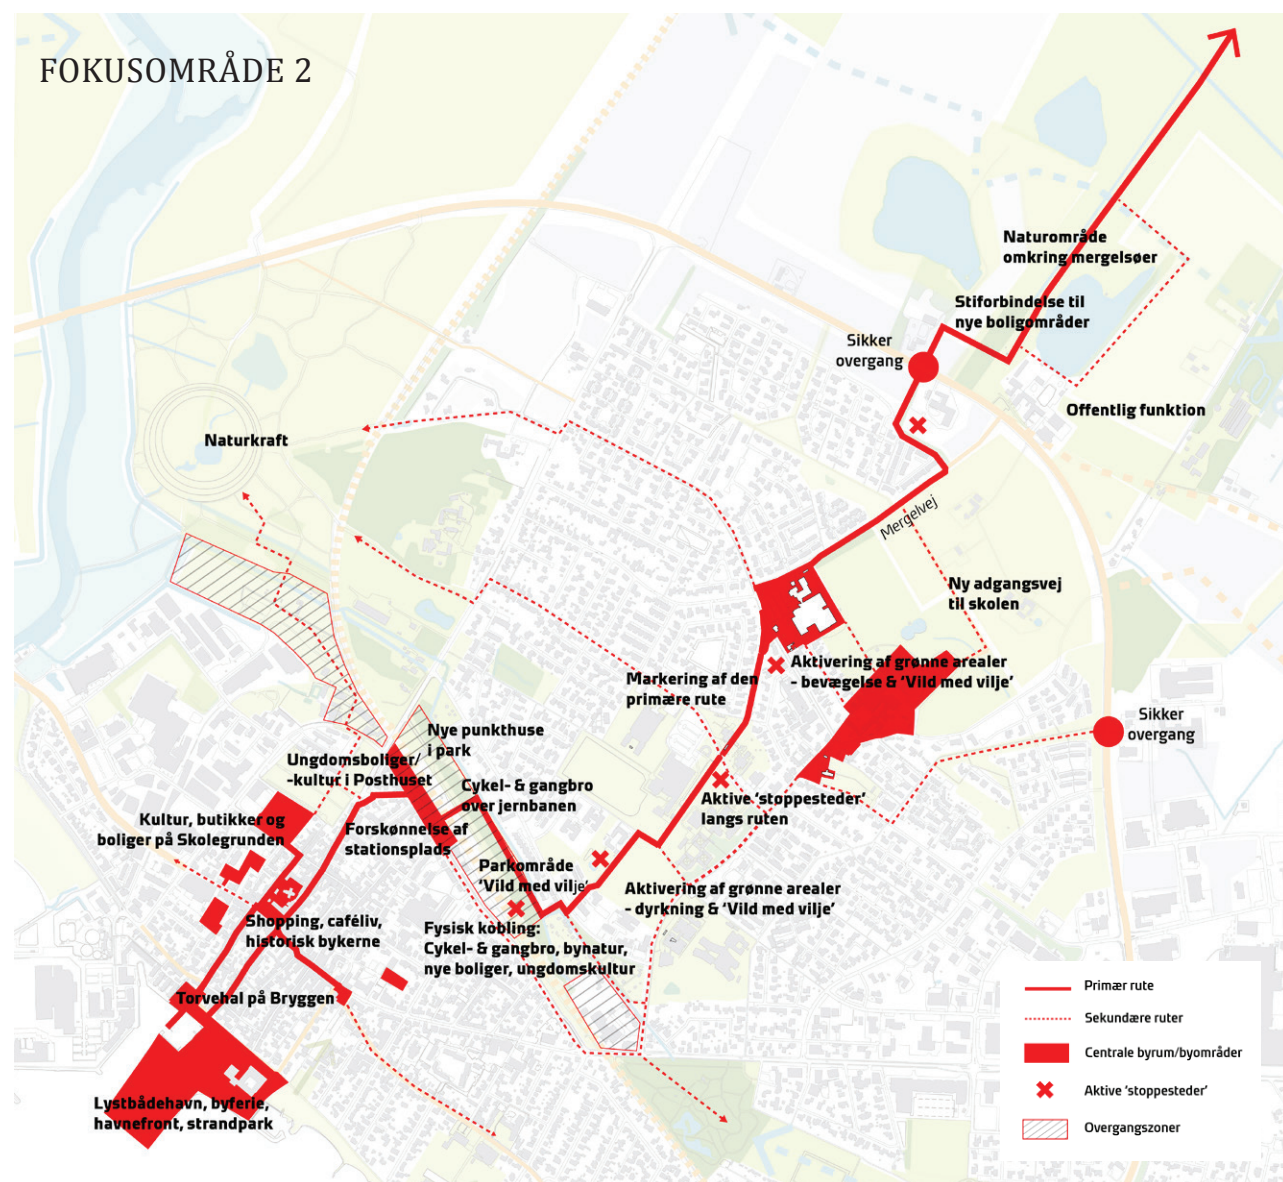 FOKUSOMRÅDE 2
Naturområde
omkring mergelsøer
Stiforbindelse til
nye boligområder
Sikker
overgang
Offentlig funktion
Naturkraft
Mergelvej
Ny adgangsvej
til skolen
Aktivering af grønne arealer
- bevægelse & ‘Vild med vilje’
Markering af den
primære rute
Sikker
overgang
Nye punkthuse
i park
Ungdomsboliger/
-kultur i Posthuset
Cykel- & gangbro
over jernbanen
Aktive ‘støppesteder’
langs ruten
Kultur, butikker og
boliger på Skolegrunden
Forskønnelse af
stationsplads
Parkområde
‘Vild med vilje’
Aktivering af grønne arealer
- dyrkning & ‘Vild med vilje’
Shopping, caféliv,
historisk bykerne
Fysisk kobling:
Cykel- & gangbro, bynatur,
nye boliger, ungdomskultur
Torvehal på Bryggen
Lystbådehavn, byferie,
havnefront, strandpark
Primær rute
Sekundære ruter
Centrale byrum/byområder
Aktive ‘stoppesteder’
Overgangszoner